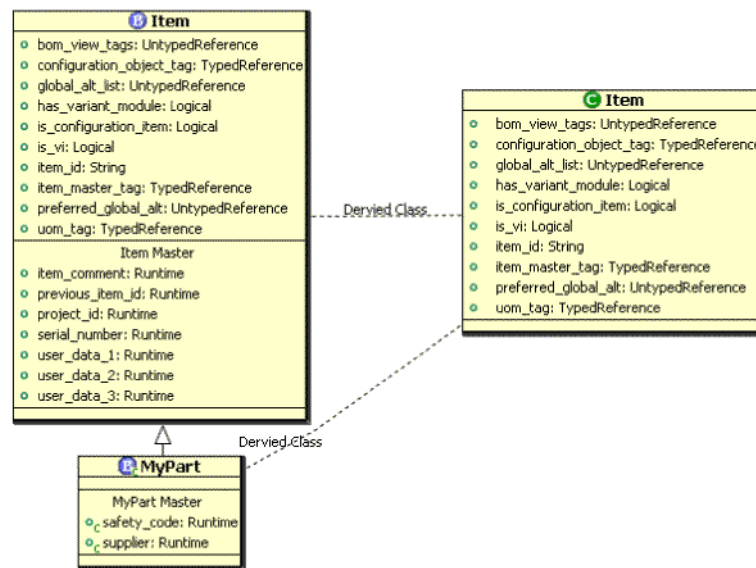 B Item
bom_view_tags: UntypedReference
configuration_object_tag: TypedReference
global_alt_list: UntypedReference
has_variant_module: Logical
is_configuration_item: Logical
is_vi: Logical
item_id: String
item_master_tag: TypedReference
preferred_global_alt: UntypedReference
uom_tag: TypedReference
Item Master
item_comment: Runtime
previous_item_id: Runtime
project_id: Runtime
serial_number: Runtime
user_data_1: Runtime
user_data_2: Runtime
user_data_3: Runtime
Dervied Class
C Item
bom_view_tags: UntypedReference
configuration_object_tag: TypedReference
global_alt_list: UntypedReference
has_variant_module: Logical
is_configuration_item: Logical
is_vi: Logical
item_id: String
item_master_tag: TypedReference
preferred_global_alt: UntypedReference
uom_tag: TypedReference
Dervied Class
B C MyPart
MyPart Master
C safety_code: Runtime
C supplier: Runtime